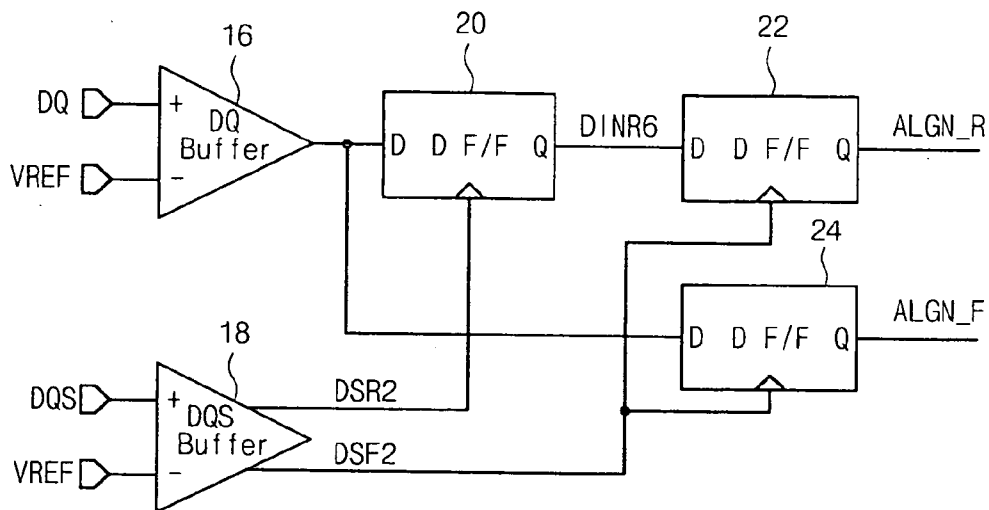 16
20
22
DQ
+
DQ
Buffer
VREF
-
D D F/F Q
DINR6
D D F/F Q
ALGN_R
24
D D F/F Q
ALGN_F
18
DQS
+
DQS
Buffer
VREF
-
DSR2
DSF2